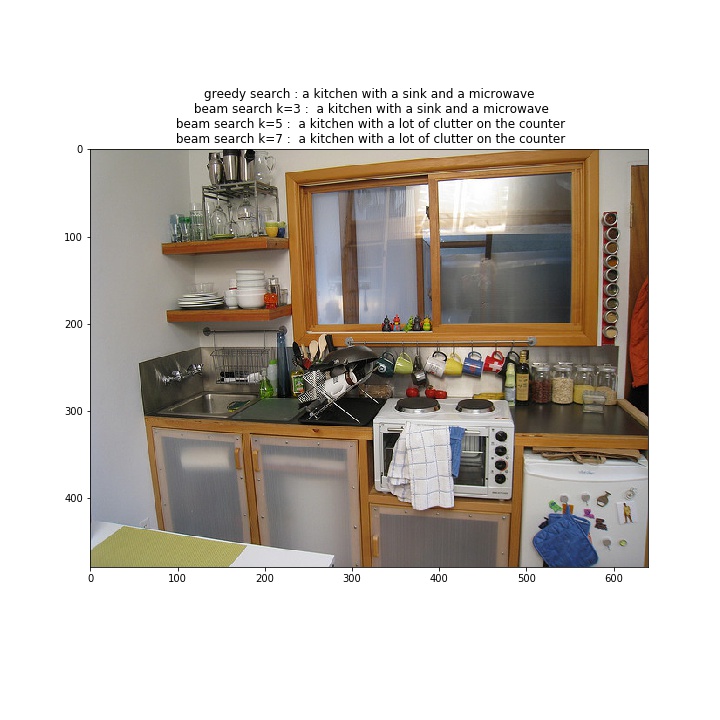 greedy search : a kitchen with a sink and a microwave
beam search k=3 :  a kitchen with a sink and a microwave
beam search k=5 :  a kitchen with a lot of clutter on the counter
beam search k=7 :  a kitchen with a lot of clutter on the counter
0
100
200
300
400
0 100 200 300 400 500 600